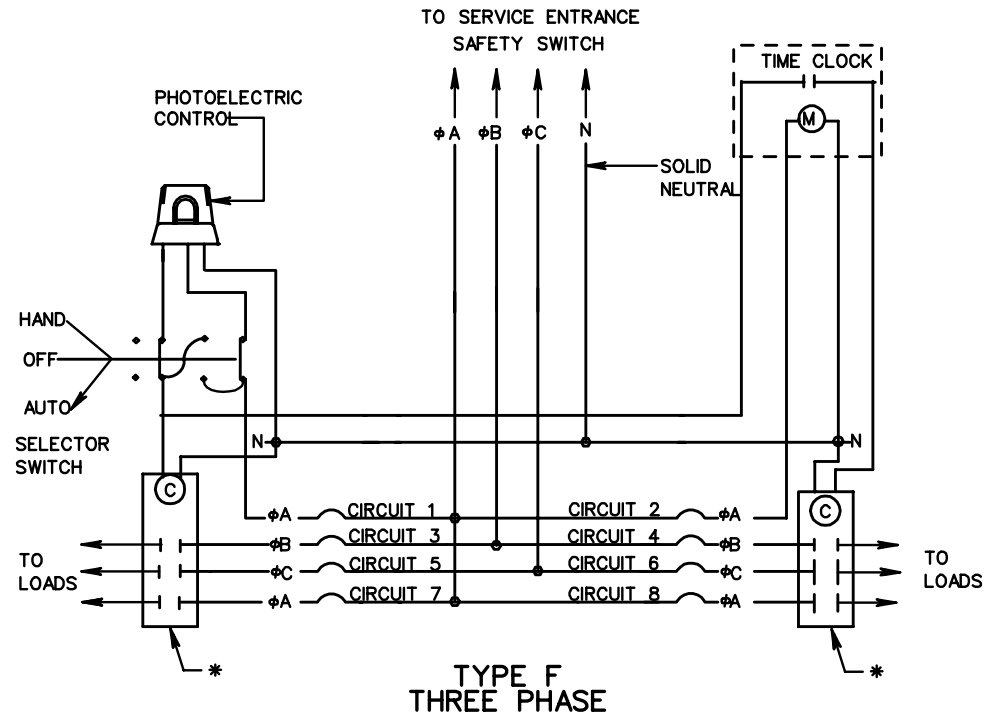 TO SERVICE ENTRANCE
SAFETY SWITCH
TIME CLOCK
M
PHOTOELECTRIC
CONTROL
ϕA
ϕB
ϕC
N
SOLID
NEUTRAL
HAND
OFF
AUTO
SELECTOR
SWITCH
N
N
C
C
ϕA CIRCUIT 1 CIRCUIT 2 ϕA
ϕB CIRCUIT 3 CIRCUIT 4 ϕB
ϕC CIRCUIT 5 CIRCUIT 6 ϕC
ϕA CIRCUIT 7 CIRCUIT 8 ϕA
TO
LOADS
TO
LOADS
*
*
TYPE F
THREE PHASE